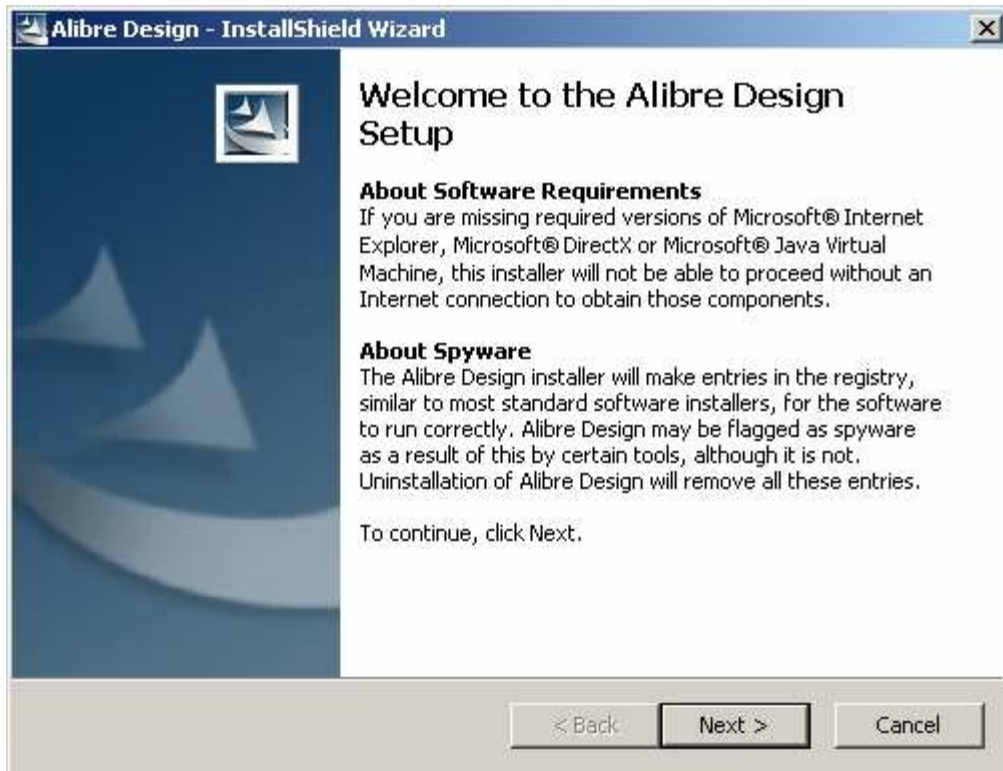 Alibre Design - InstallShield Wizard
Welcome to the Alibre Design
Setup
About Software Requirements
If you are missing required versions of Microsoft® Internet
Explorer, Microsoft® DirectX or Microsoft® Java Virtual
Machine, this installer will not be able to proceed without an
Internet connection to obtain those components.
About Spyware
The Alibre Design installer will make entries in the registry,
similar to most standard software installers, for the software
to run correctly. Alibre Design may be flagged as spyware
as a result of this by certain tools, although it is not.
Uninstallation of Alibre Design will remove all these entries.
To continue, click Next.
< Back Next > Cancel